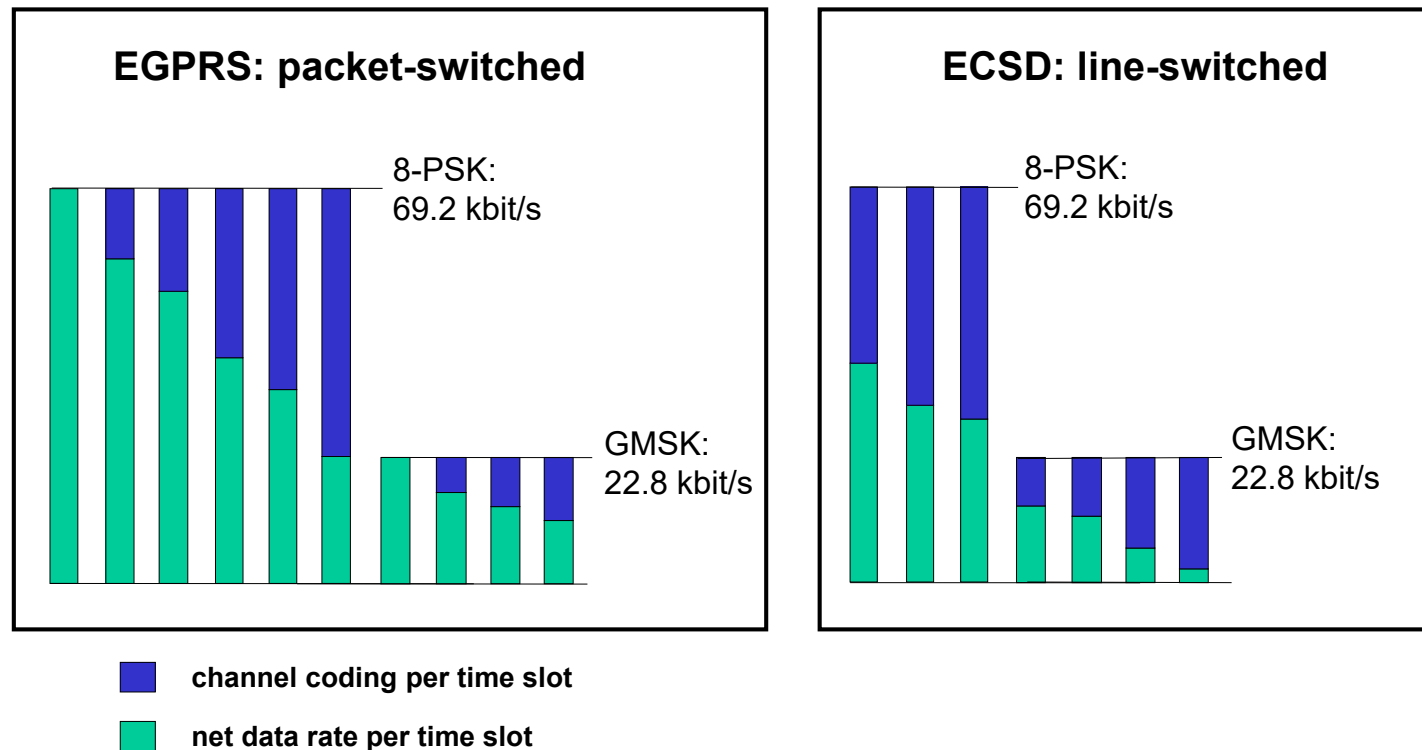 EGPRS: packet-switched
8-PSK:
69.2 kbit/s
GMSK:
22.8 kbit/s
ECSD: line-switched
8-PSK:
69.2 kbit/s
GMSK:
22.8 kbit/s
channel coding per time slot
net data rate per time slot